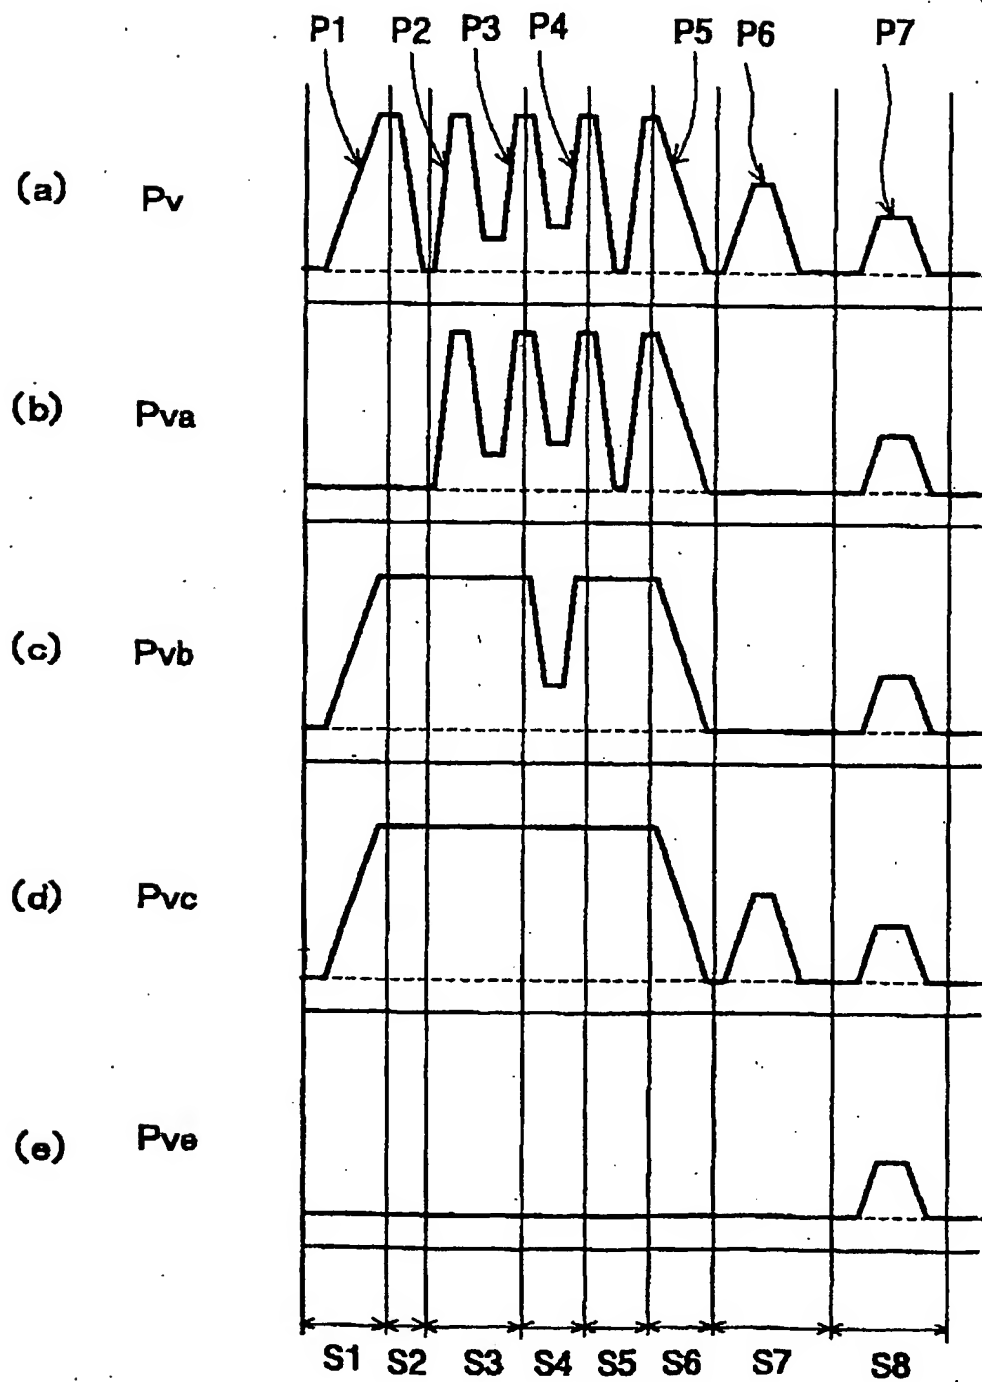 P1 P2 P3 P4 P5 P6 P7
(a) Pv
(b) Pva
(c) Pvb
(d) Pvc
(e) Pve
S1 S2 S3 S4 S5 S6 S7 S8